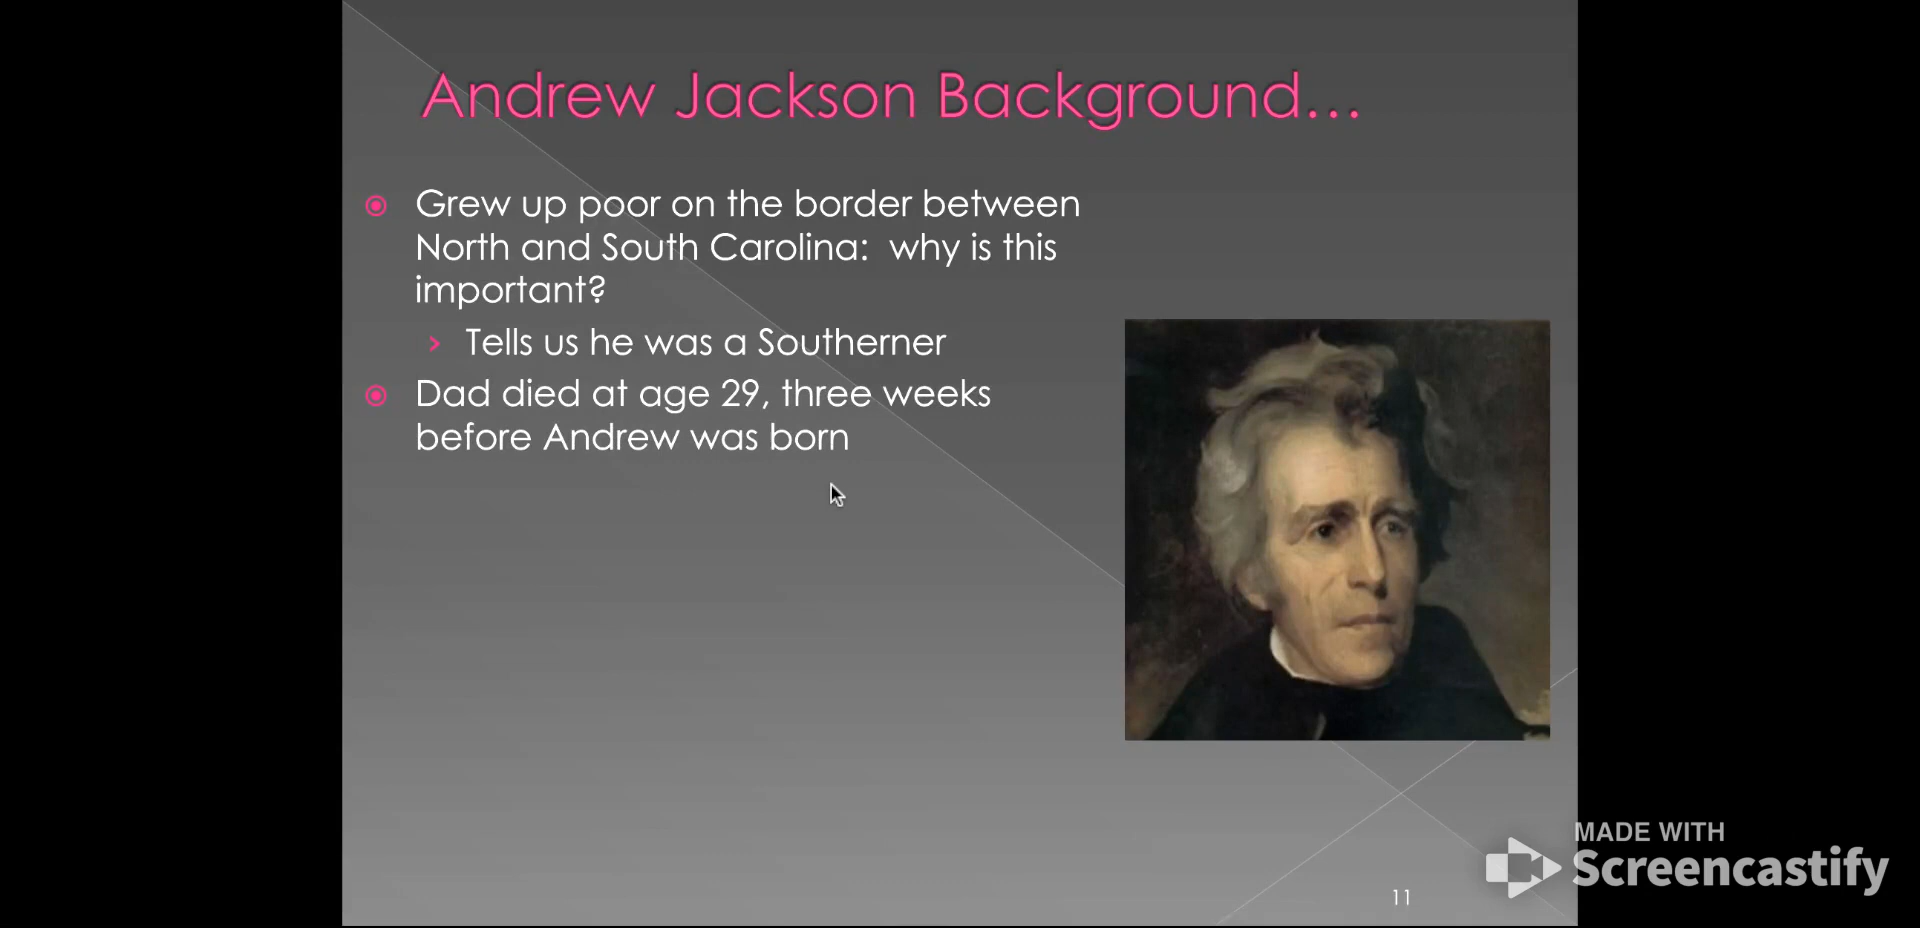 Andrew Jackson Background...
Grew up poor on the border between
North and South Carolina:  why is this
important?
Tells us he was a Southerner
Dad died at age 29, three weeks
before Andrew was born
11
MADE WITH
Screencastify